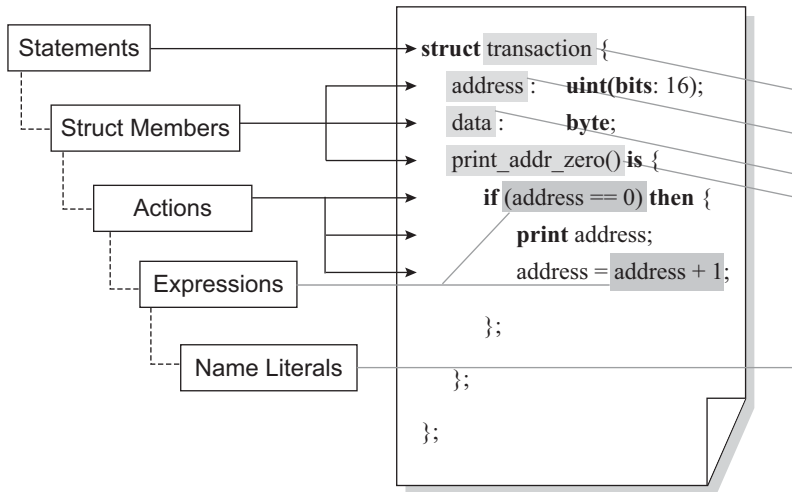 Statements
Struct Members
Actions
Expressions
Name Literals
struct transaction {
address : uint(bits: 16);
data : byte;
print_addr_zero() is {
if (address == 0) then {
print address;
address = address + 1;
};
};
};